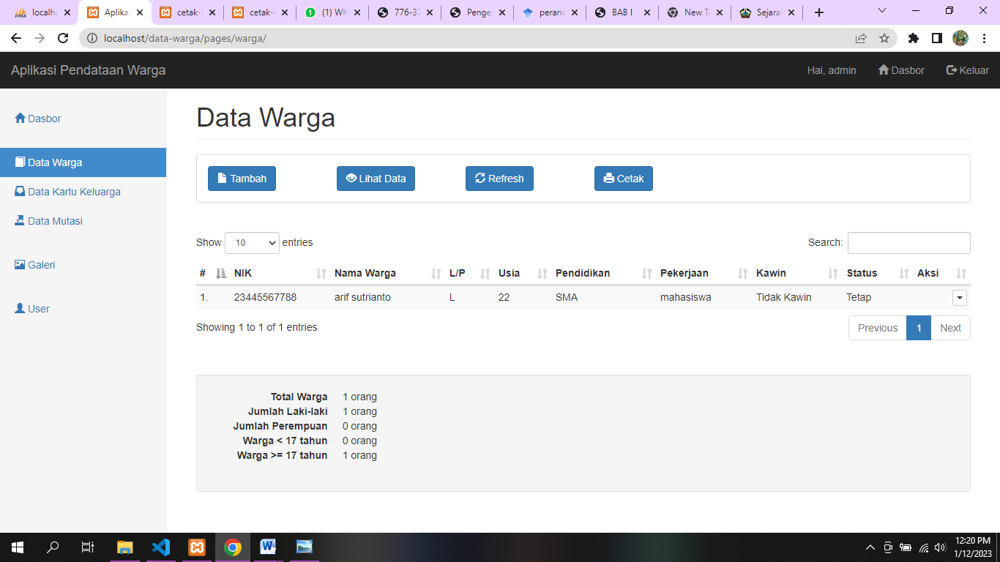 localho Aplikas cetak- cetak- (1) Wh 776-37 Penger peranc BAB I New Ta Sejaral
localhost/data-warga/pages/warga/
Aplikasi Pendataan Warga Hai, admin Dasbor Keluar
Dasbor
Data Warga
Data Kartu Keluarga
Data Mutasi
Galeri
User
Data Warga
Tambah Lihat Data Refresh Cetak
Show 10 entries Search:
# NIK Nama Warga L/P Usia Pendidikan Pekerjaan Kawin Status Aksi
1. 23445567788 arif sutrianto L 22 SMA mahasiswa Tidak Kawin Tetap
Showing 1 to 1 of 1 entries Previous 1 Next
Total Warga 1 orang
Jumlah Laki-laki 1 orang
Jumlah Perempuan 0 orang
Warga < 17 tahun 0 orang
Warga >= 17 tahun 1 orang
12:20 PM
1/12/2023